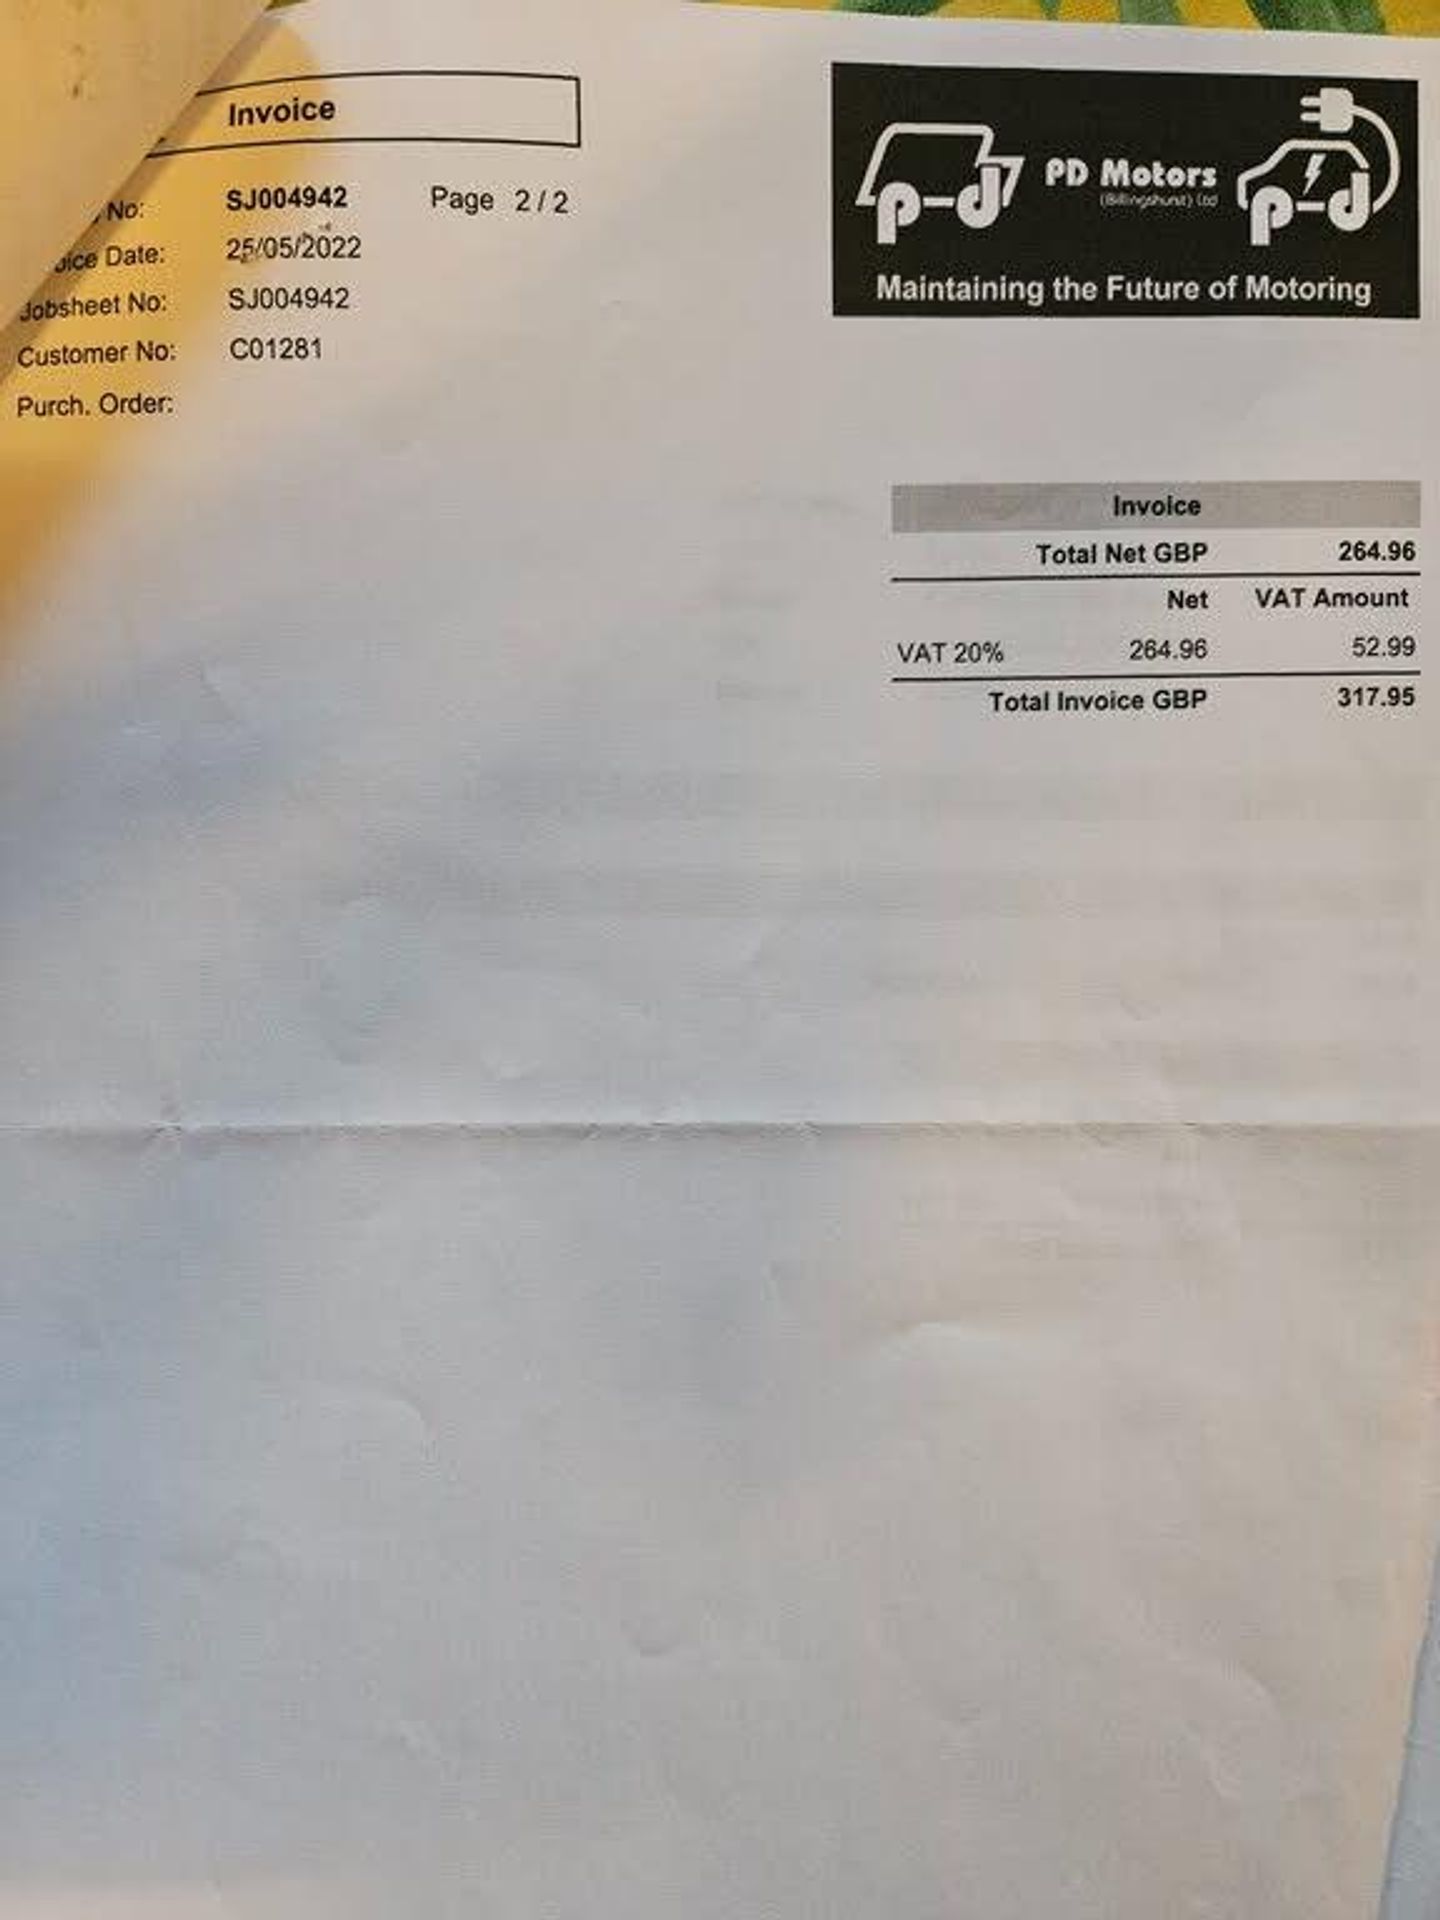 Invoice
No: SJ004942 Page 2 / 2
Date: 25/05/2022
Jobsheet No: SJ004942
Customer No: C01281
Purch. Order:
p-d PD Motors p-d
(Billingshurst) Ltd
Maintaining the Future of Motoring
Invoice
Total Net GBP 264.96
Net VAT Amount
VAT 20% 264.96 52.99
Total Invoice GBP 317.95